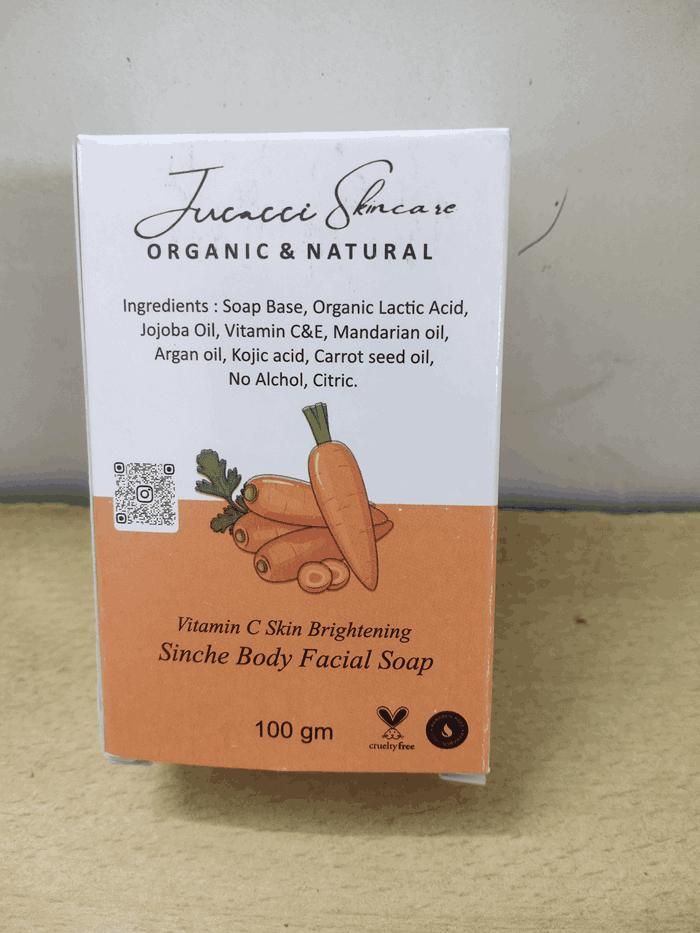 Jucacci Skincare
ORGANIC & NATURAL
Ingredients : Soap Base, Organic Lactic Acid,
Jojoba Oil, Vitamin C&E, Mandarian oil,
Argan oil, Kojic acid, Carrot seed oil,
No Alchol, Citric.
Vitamin C Skin Brightening
Sinche Body Facial Soap
100 gm
crueltyfree